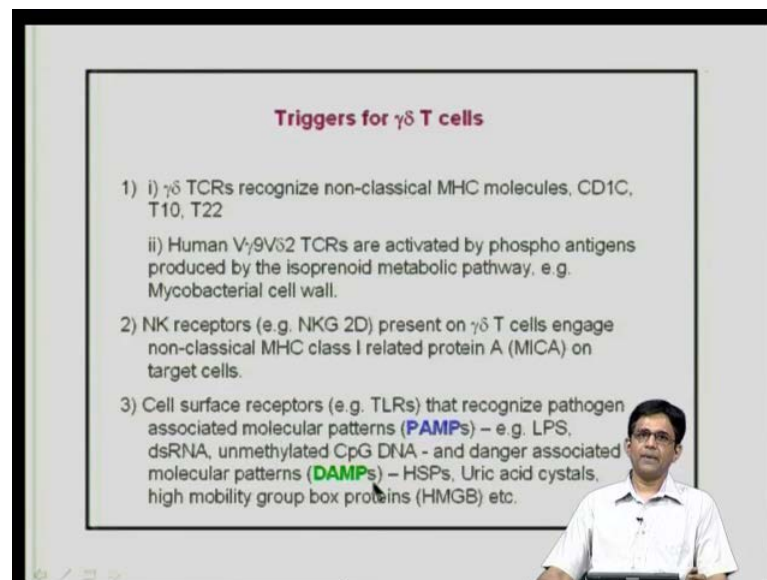 Triggers for γδ T cells
1) i) γδ TCRs recognize non-classical MHC molecules, CD1C,
T10, T22
ii) Human Vγ9Vδ2 TCRs are activated by phospho antigens
produced by the isoprenoid metabolic pathway, e.g.
Mycobacterial cell wall.
2) NK receptors (e.g. NKG 2D) present on γδ T cells engage
non-classical MHC class I related protein A (MICA) on
target cells.
3) Cell surface receptors (e.g. TLRs) that recognize pathogen
associated molecular patterns (PAMPs) – e.g. LPS,
dsRNA, unmethylated CpG DNA - and danger associated
molecular patterns (DAMPs) – HSPs, Uric acid cystals,
high mobility group box proteins (HMGB) etc.